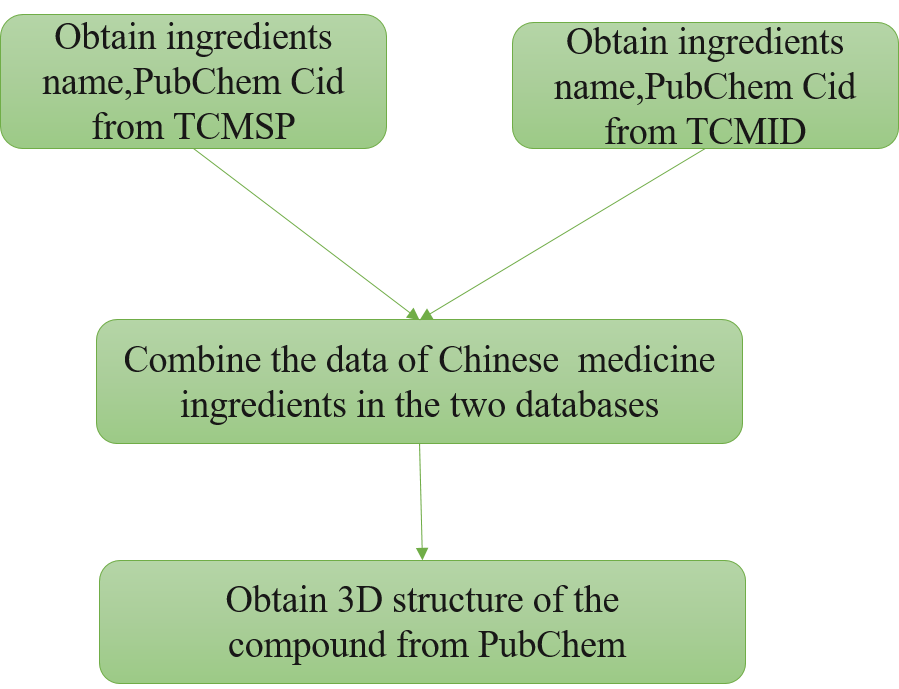 Obtain ingredients
name,PubChem Cid
from TCMSP
Obtain ingredients
name,PubChem Cid
from TCMID
Combine the data of Chinese  medicine
ingredients in the two databases
Obtain 3D structure of the
compound from PubChem